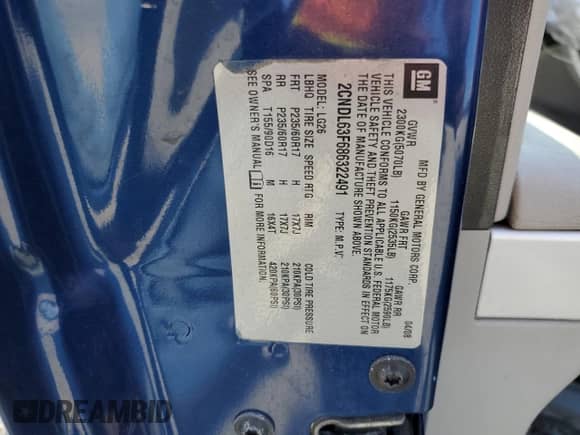 GM
MFD BY GENERAL MOTORS CORP. 04/08
GVWR GAWR FRT GAWR RR
2300KG(5070LB) 1150KG(2535LB) 1175KG(2590LB)
THIS VEHICLE CONFORMS TO ALL APPLICABLE U.S. FEDERAL MOTOR
VEHICLE SAFETY AND THEFT PREVENTION STANDARDS IN EFFECT ON
THE DATE OF MANUFACTURE SHOWN ABOVE.
2CNDL63F686322491 TYPE: M.P.V.
MODEL: LC26
LBHQ TIRE SIZE SPEED RTG RIM COLD TIRE PRESSURE
FRT P235/60R17 H 17X7J 210KPA(30PSI)
RR P235/60R17 H 17X7J 210KPA(30PSI)
SPA T155/90D16 M 16X4T 420KPA(60PSI)
SEE OWNER'S MANUAL i FOR MORE INFORMATION
DREAMBID